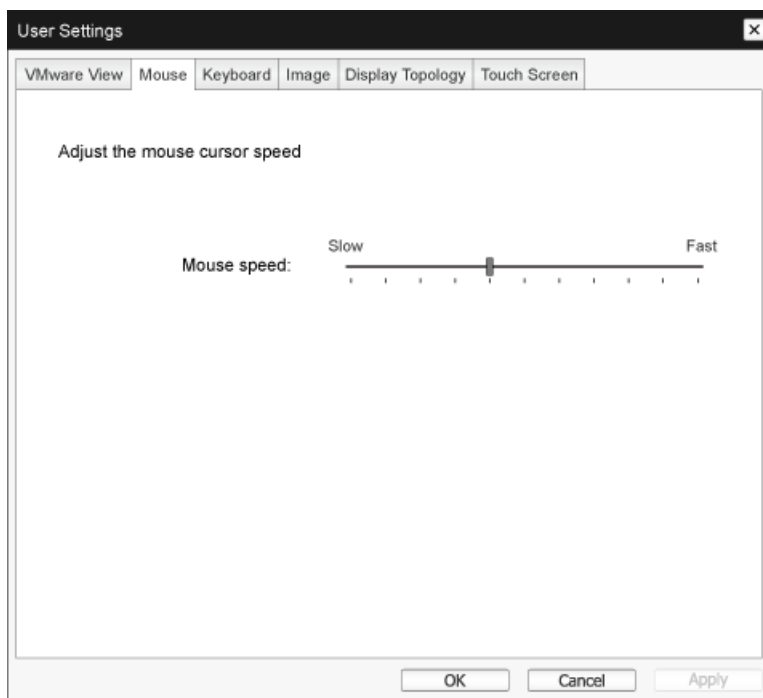 User Settings
VMware View Mouse Keyboard Image Display Topology Touch Screen
Adjust the mouse cursor speed
Slow Fast
Mouse speed:
OK Cancel Apply